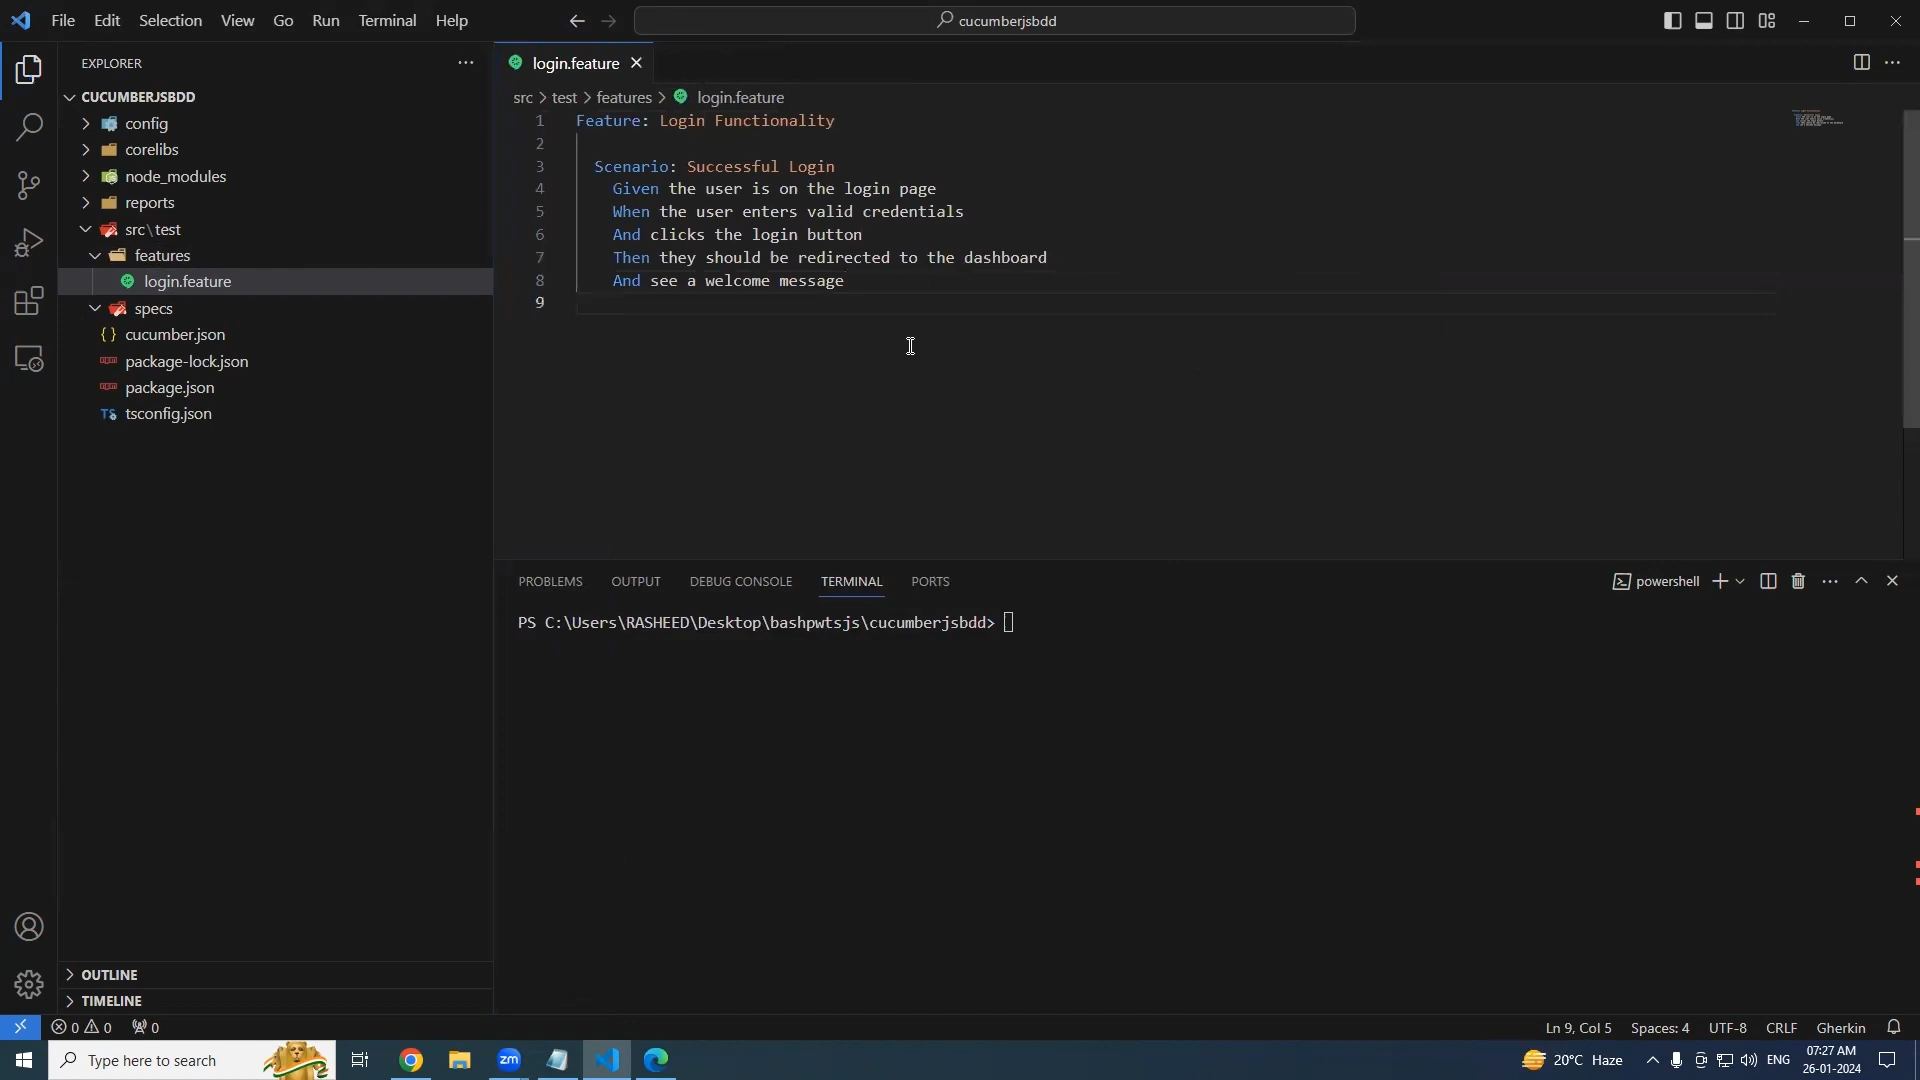 File Edit Selection View Go Run Terminal Help
cucumberjsbdd
EXPLORER
CUCUMBERJSBDD
config
corelibs
node_modules
reports
src\test
features
login.feature
specs
cucumber.json
package-lock.json
package.json
TS tsconfig.json
OUTLINE
TIMELINE
login.feature
src > test > features > login.feature
1 Feature: Login Functionality
2
3 Scenario: Successful Login
4 Given the user is on the login page
5 When the user enters valid credentials
6 And clicks the login button
7 Then they should be redirected to the dashboard
8 And see a welcome message
9
PROBLEMS OUTPUT DEBUG CONSOLE TERMINAL PORTS
powershell
PS C:\Users\RASHEED\Desktop\bashpwtsjs\cucumberjsbdd>
0 0 0
Ln 9, Col 5 Spaces: 4 UTF-8 CRLF Gherkin
Type here to search
zm
20°C Haze
ENG
07:27 AM
26-01-2024